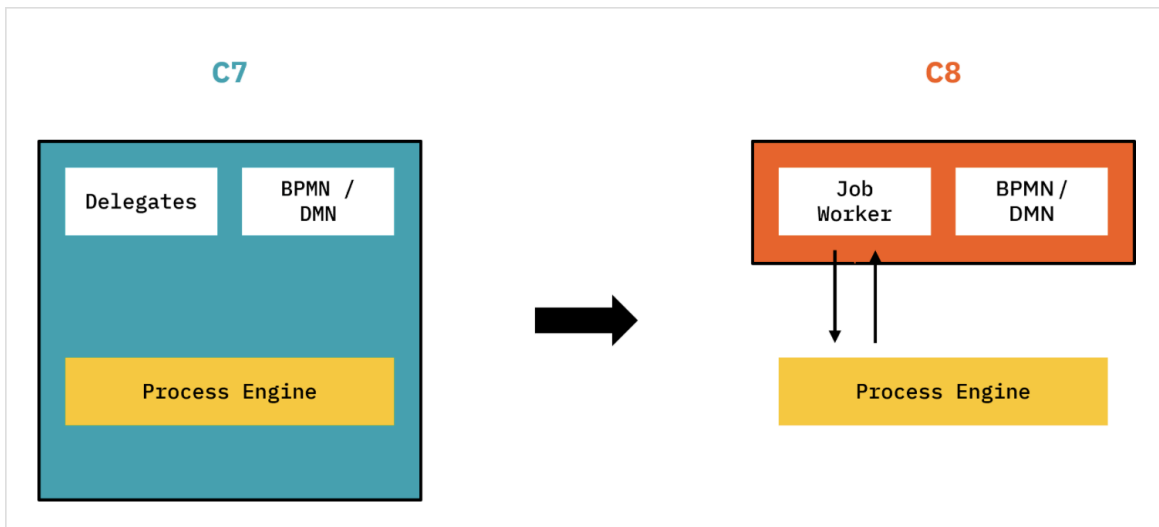 C7
C8
Delegates
BPMN /
DMN
Job
Worker
BPMN /
DMN
Process Engine
Process Engine